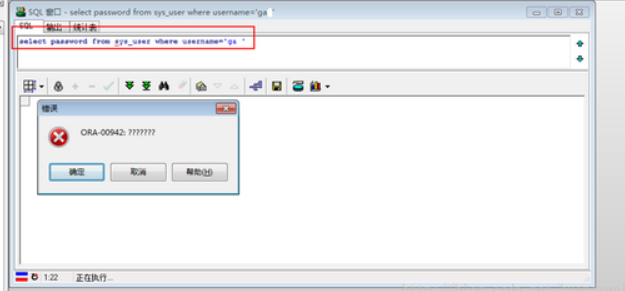 SQL 窗口 - select password from sys_user where username='ga '
SQL 输出 统计表
select password from sys_user where username='ga '
错误
ORA-00942: ???????
确定 取消 帮助(H)
1:22 正在执行...